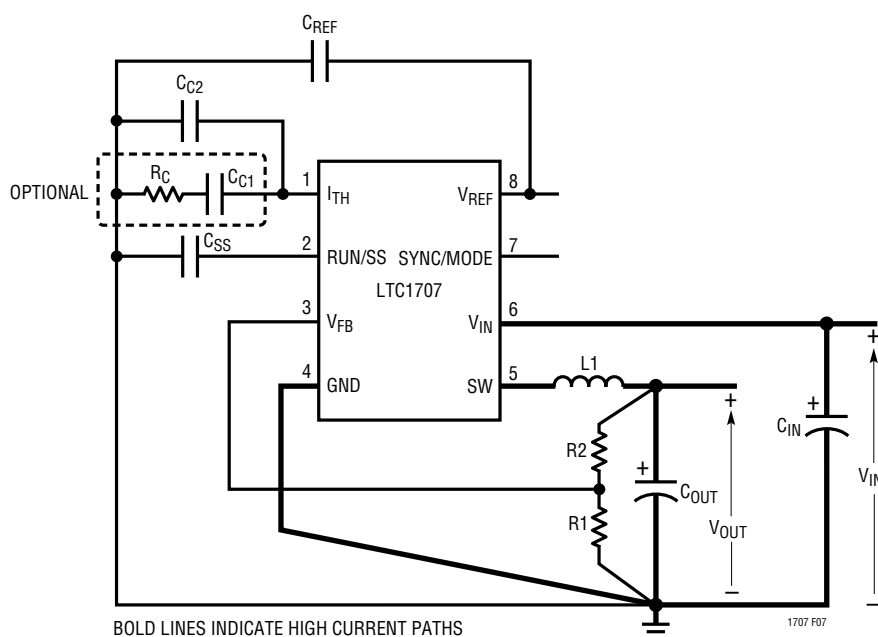 CREF
CC2
OPTIONAL
RC
CC1
1
ITH
VREF
8
CSS
2
RUN/SS
SYNC/MODE
7
LTC1707
3
VFB
VIN
6
4
GND
SW
5
L1
+
+
R2
+
COUT
R1
+
CIN
VOUT
VIN
–
–
BOLD LINES INDICATE HIGH CURRENT PATHS
1707 F07